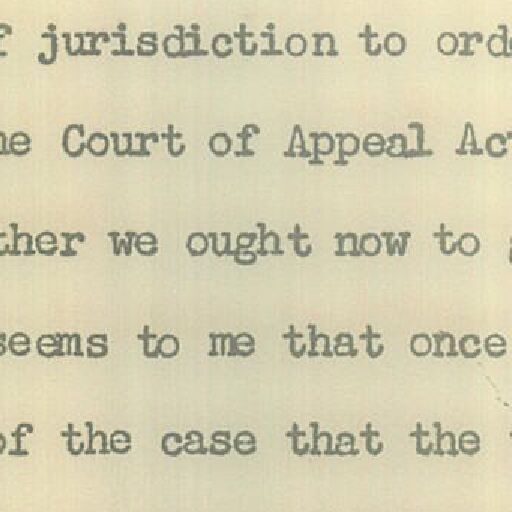 f jurisdiction to ord
he Court of Appeal Act
ther we ought now to
seems to me that once
of the case that the